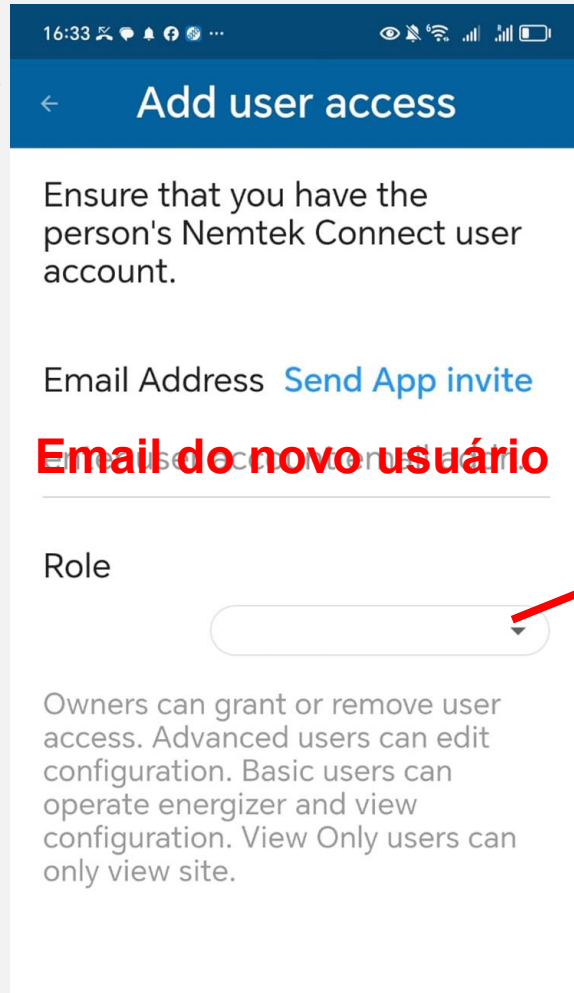 16:33
Add user access
Ensure that you have the
person's Nemtek Connect user
account.
Email Address Send App invite
Email do novo usuário
Role
Owners can grant or remove user
access. Advanced users can edit
configuration. Basic users can
operate energizer and view
configuration. View Only users can
only view site.